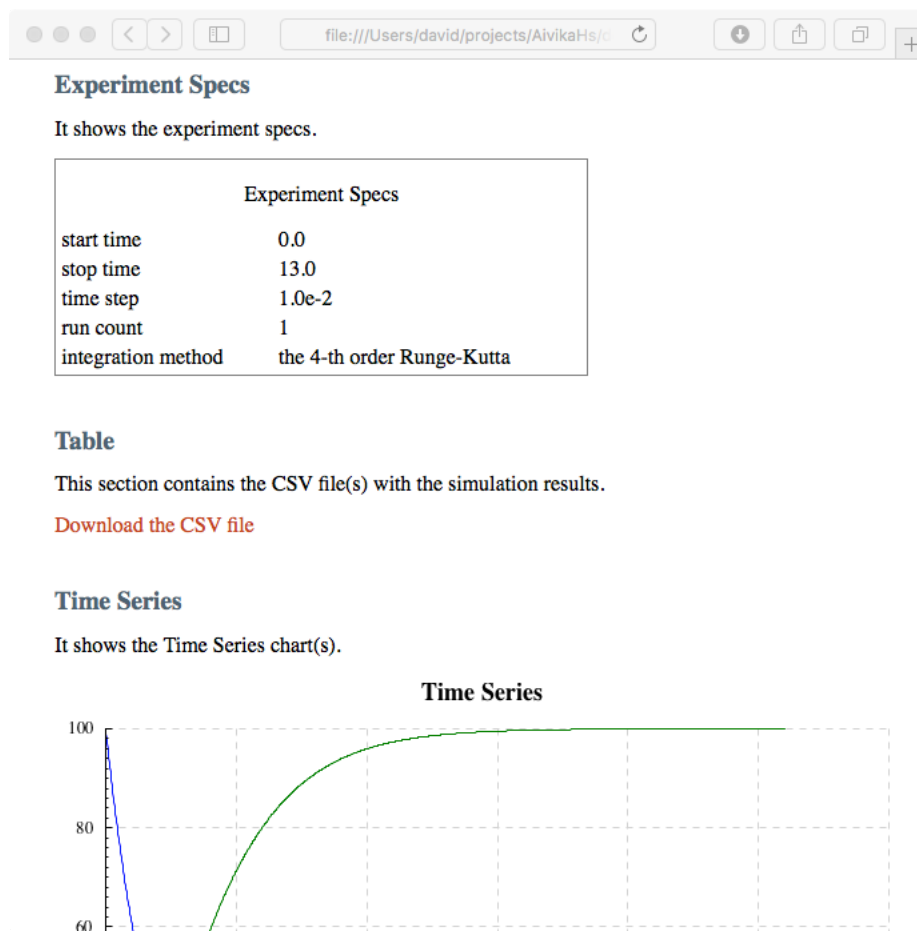 file:///Users/david/projects/AivikaHs/d
Experiment Specs
It shows the experiment specs.
Experiment Specs
start time 0.0
stop time 13.0
time step 1.0e-2
run count 1
integration method the 4-th order Runge-Kutta
Table
This section contains the CSV file(s) with the simulation results.
Download the CSV file
Time Series
It shows the Time Series chart(s).
Time Series
100
80
60